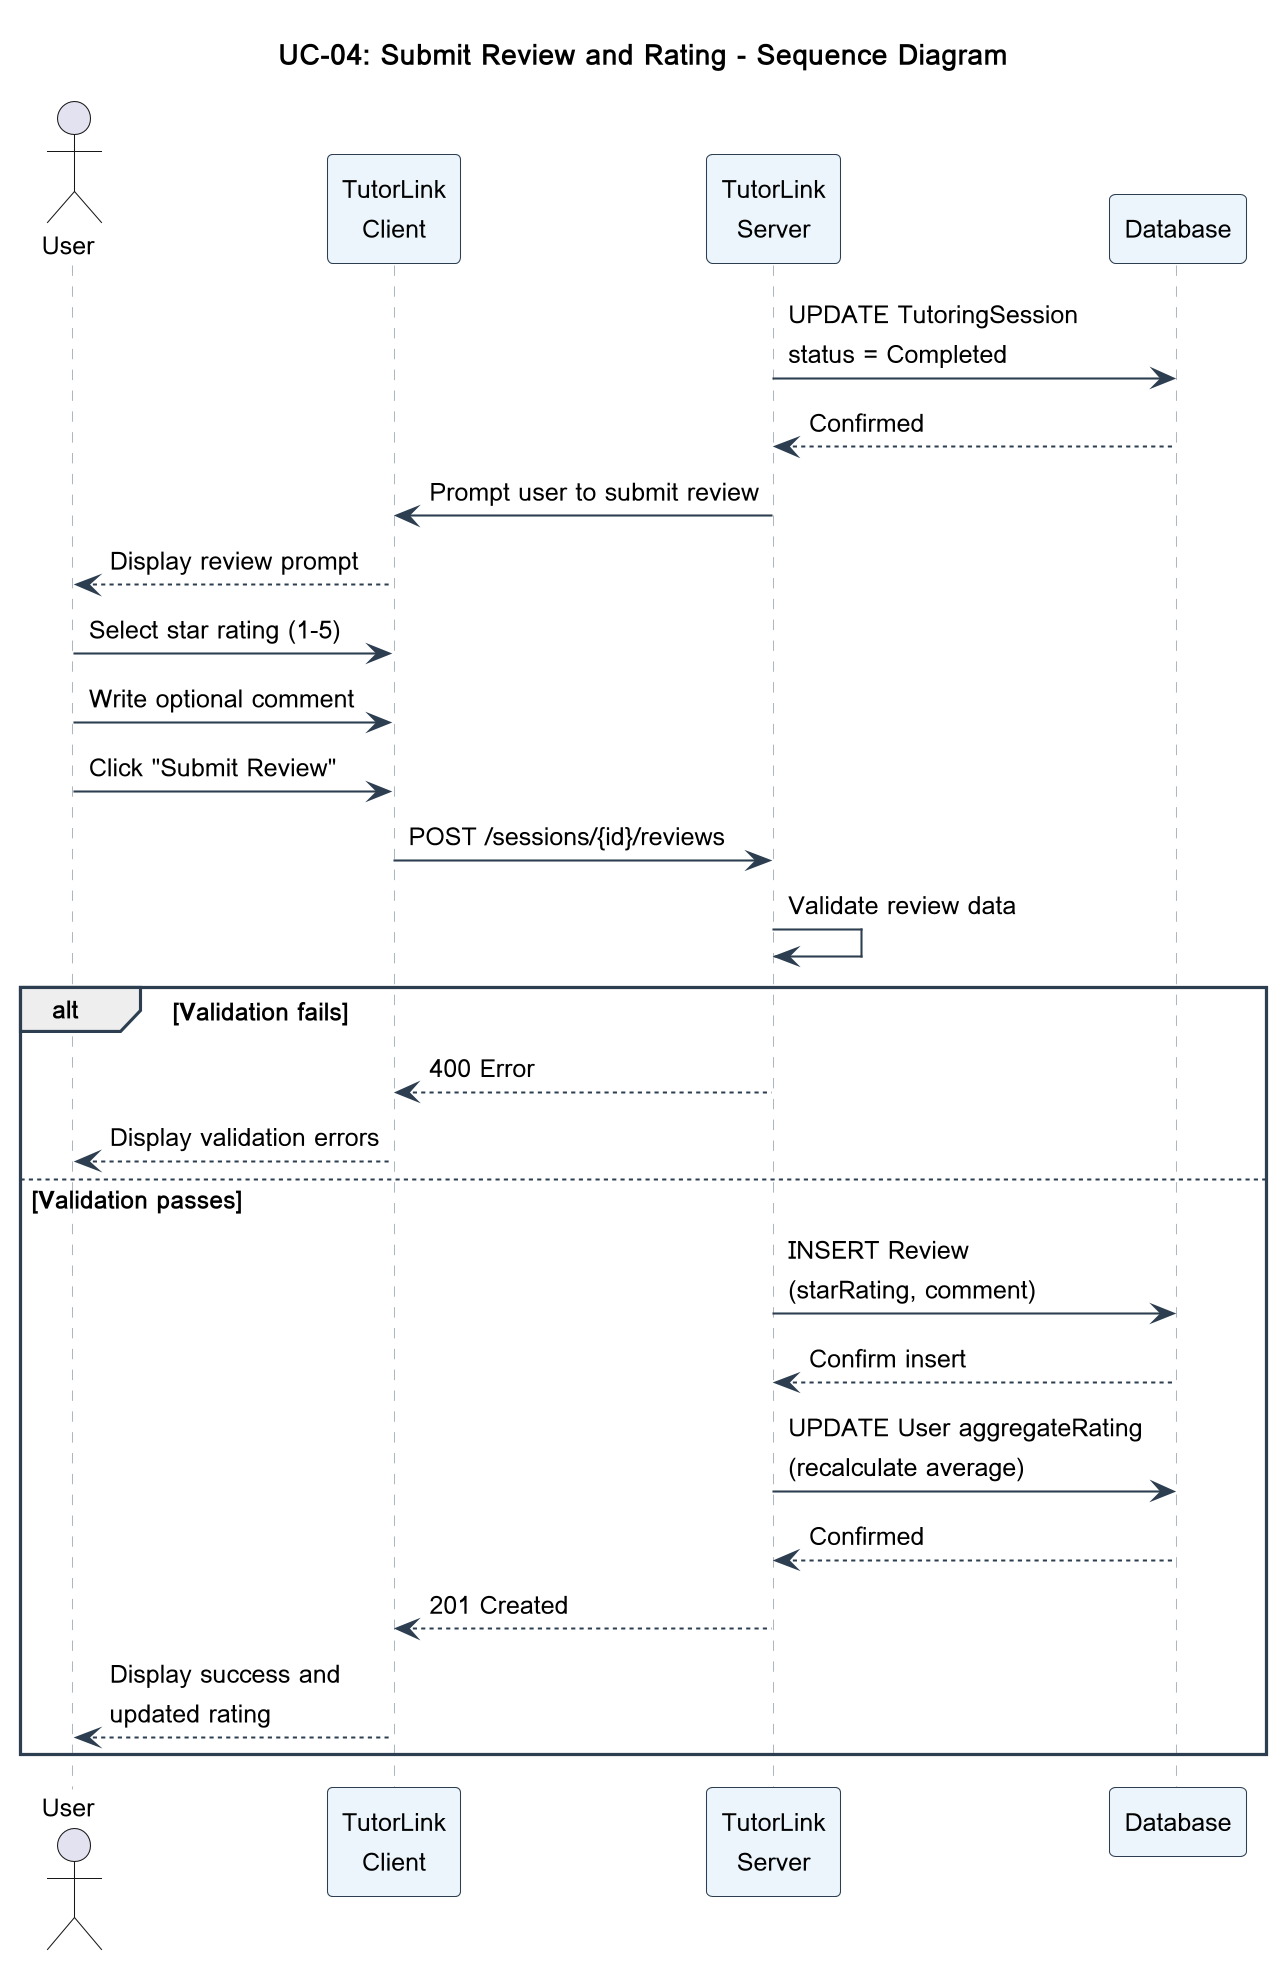 UC-04: Submit Review and Rating - Sequence Diagram
User
TutorLink
Client
TutorLink
Server
Database
UPDATE TutoringSession
status = Completed
Confirmed
Prompt user to submit review
Display review prompt
Select star rating (1-5)
Write optional comment
Click "Submit Review"
POST /sessions/{id}/reviews
Validate review data
alt
[Validation fails]
400 Error
Display validation errors
[Validation passes]
INSERT Review
(starRating, comment)
Confirm insert
UPDATE User aggregateRating
(recalculate average)
Confirmed
201 Created
Display success and
updated rating
User
TutorLink
Client
TutorLink
Server
Database